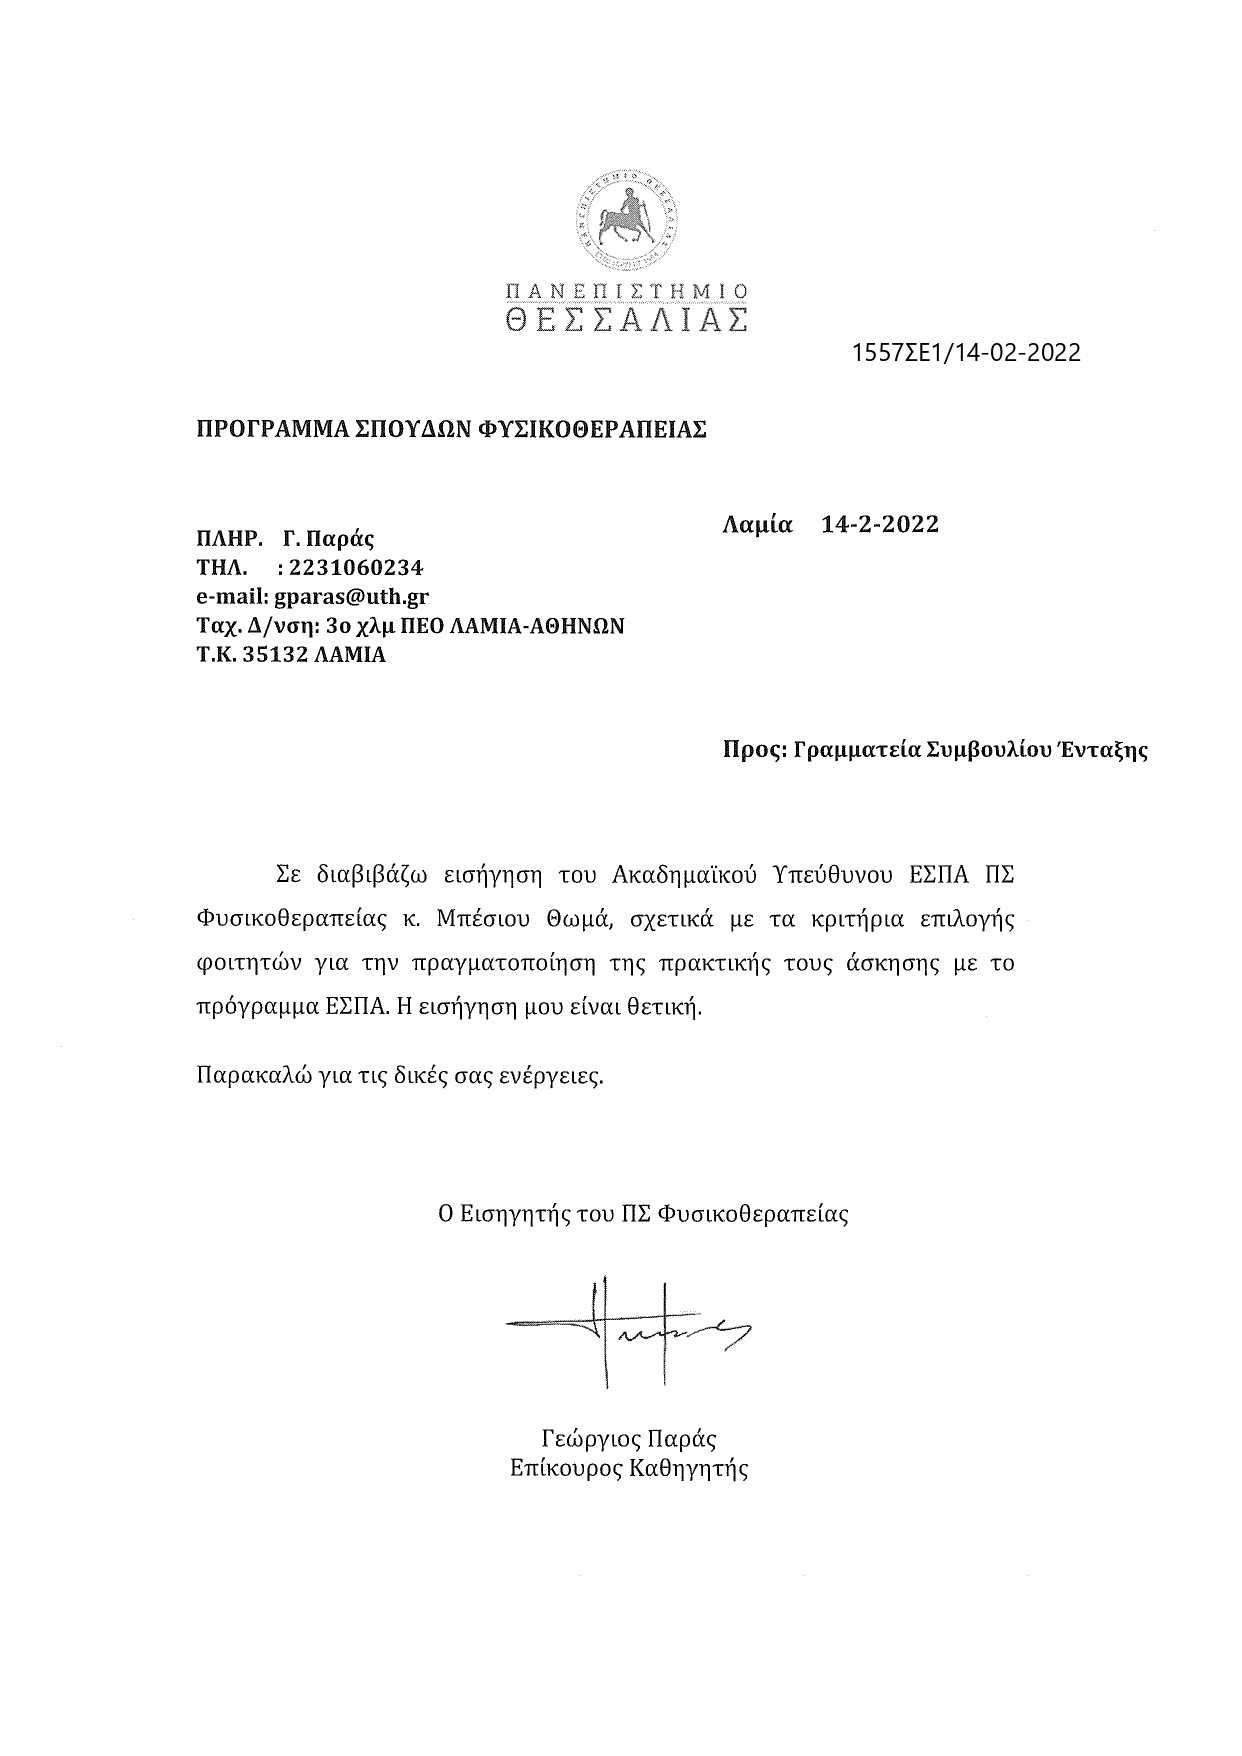 ΠΑΝΕΠΙΣΤΗΜΙΟ ΘΕΣΣΑΛΙΑΣ
ΠΑΝΕΠΙΣΤΗΜΙΟ
ΘΕΣΣΑΛΙΑΣ
1557ΣΕ1/14-02-2022
ΠΡΟΓΡΑΜΜΑ ΣΠΟΥΔΩΝ ΦΥΣΙΚΟΘΕΡΑΠΕΙΑΣ
Λαμία 14-2-2022
ΠΛΗΡ. Γ. Παράς
ΤΗΛ. : 2231060234
e-mail: gparas@uth.gr
Ταχ. Δ/νση: 3ο χλμ ΠΕΟ ΛΑΜΙΑ-ΑΘΗΝΩΝ
Τ.Κ. 35132 ΛΑΜΙΑ
Προς: Γραμματεία Συμβουλίου Ένταξης
Σε διαβιβάζω εισήγηση του Ακαδημαϊκού Υπεύθυνου ΕΣΠΑ ΠΣ
Φυσικοθεραπείας κ. Μπέσιου Θωμά, σχετικά με τα κριτήρια επιλογής
φοιτητών για την πραγματοποίηση της πρακτικής τους άσκησης με το
πρόγραμμα ΕΣΠΑ. Η εισήγηση μου είναι θετική.
Παρακαλώ για τις δικές σας ενέργειες.
Ο Εισηγητής του ΠΣ Φυσικοθεραπείας
Γεώργιος Παράς
Επίκουρος Καθηγητής